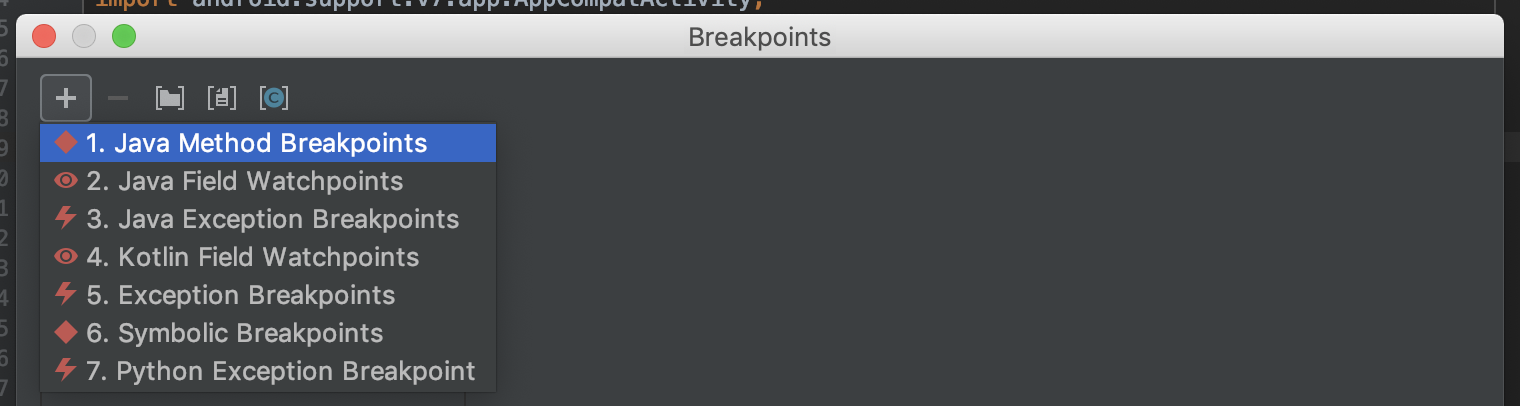 import android.support.v7.app.AppCompatActivity;
Breakpoints
1. Java Method Breakpoints
2. Java Field Watchpoints
3. Java Exception Breakpoints
4. Kotlin Field Watchpoints
5. Exception Breakpoints
6. Symbolic Breakpoints
7. Python Exception Breakpoint